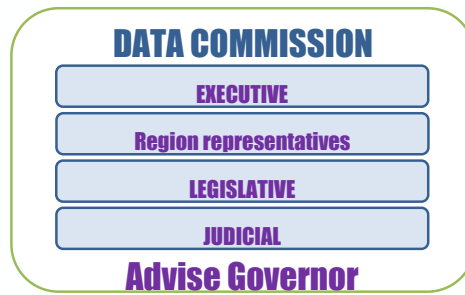 DATA COMMISSION
EXECUTIVE
Region representatives
LEGISLATIVE
JUDICIAL
Advise Governor